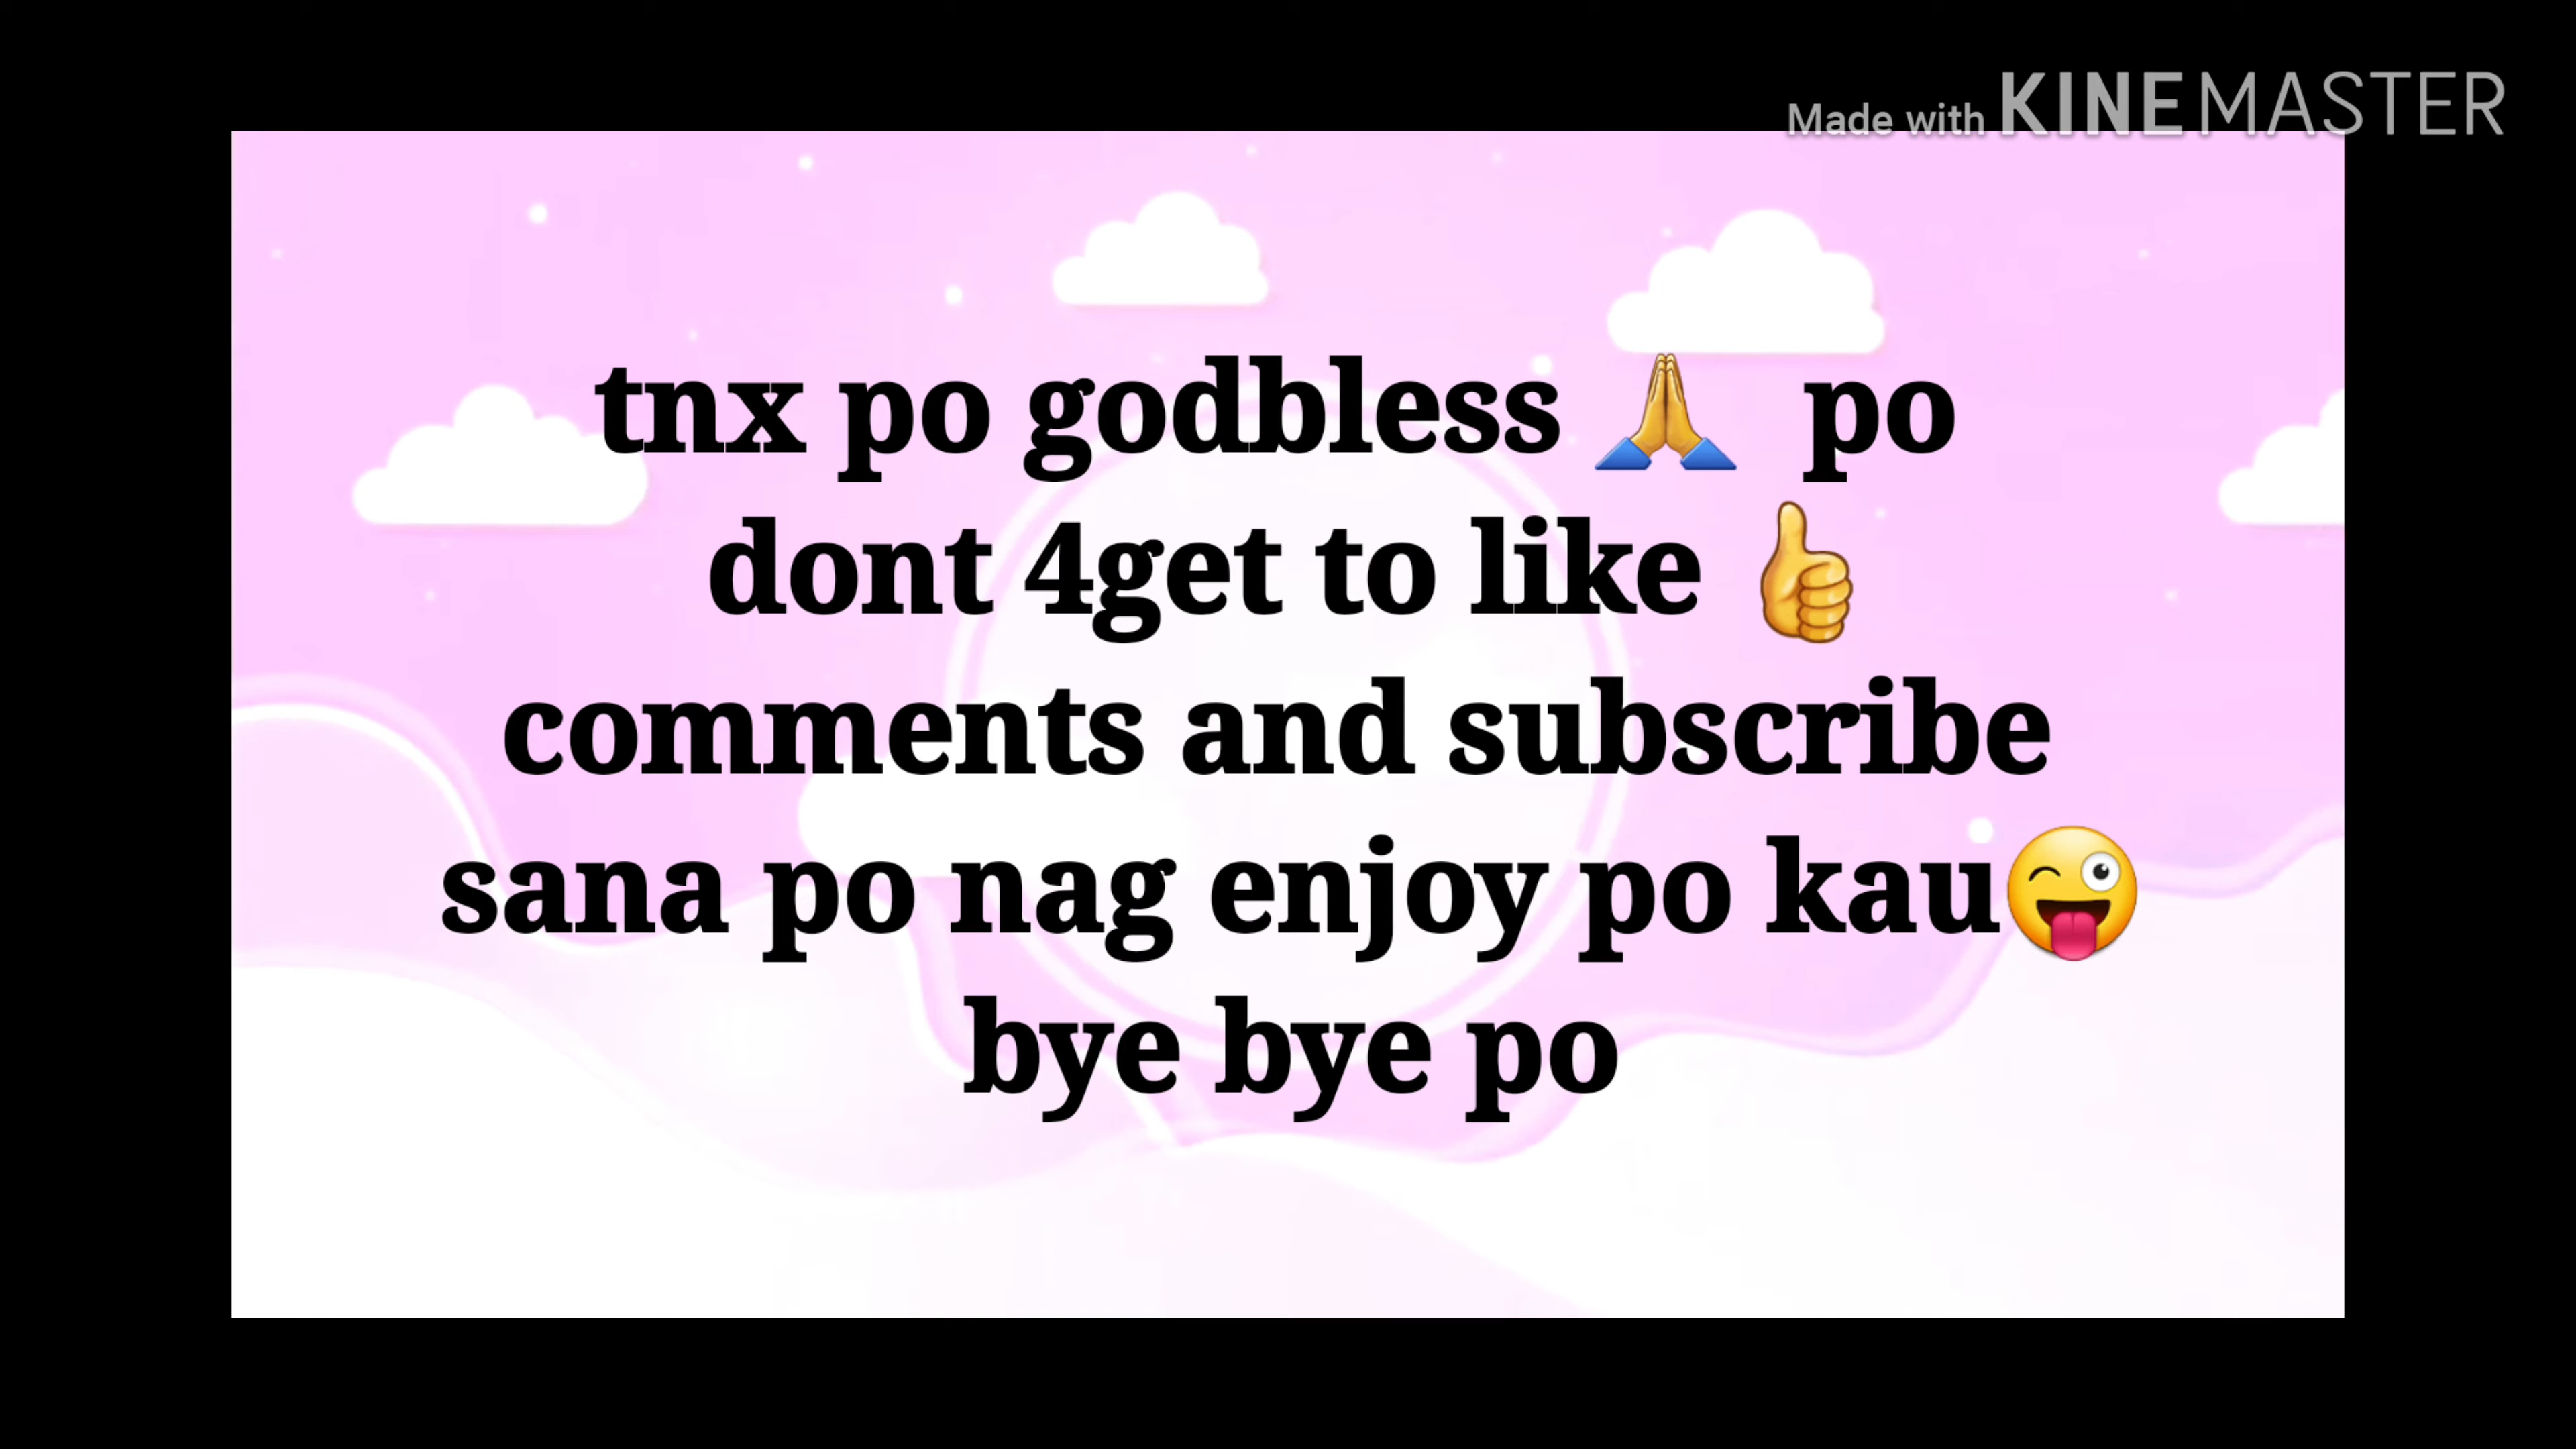 Made with KINEMASTER
tnx po godbless 🙏 po
dont 4get to like 👍
comments and subscribe
sana po nag enjoy po kau😜
bye bye po